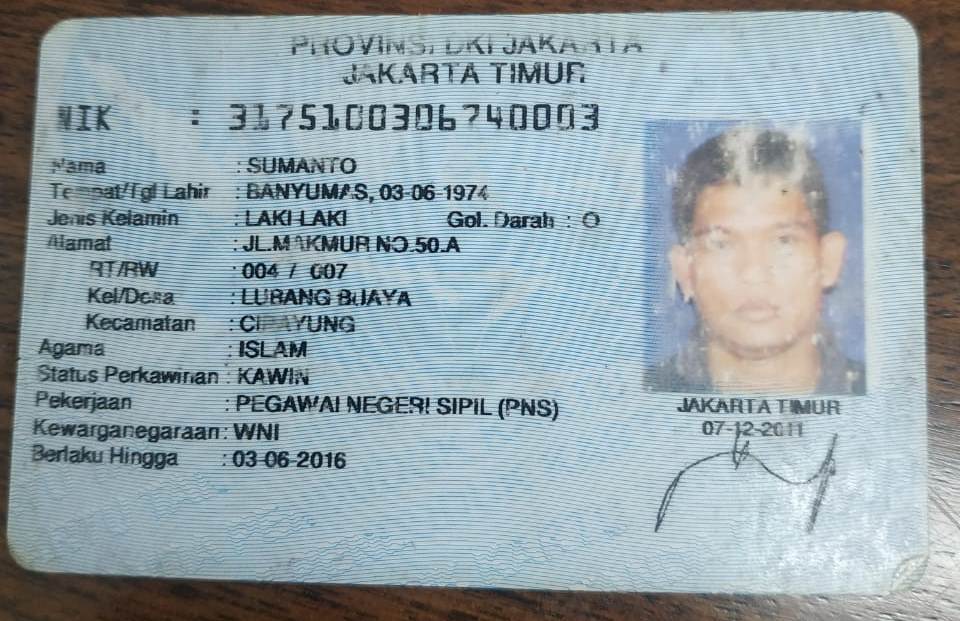 PROVINSI DKI JAKARTA
JAKARTA TIMUR
NIK : 3175100306740003
Nama : SUMANTO
Tempat/Tgl Lahir : BANYUMAS, 03-06-1974
Jenis Kelamin : LAKI LAKI Gol. Darah : O
Alamat : JL.MAKMUR NO.50.A
RT/RW : 004 / 007
Kel/Desa : LUBANG BUAYA
Kecamatan : CIPAYUNG
Agama : ISLAM
Status Perkawinan : KAWIN
Pekerjaan : PEGAWAI NEGERI SIPIL (PNS)
Kewarganegaraan : WNI
Berlaku Hingga : 03-06-2016
JAKARTA TIMUR
07-12-2011